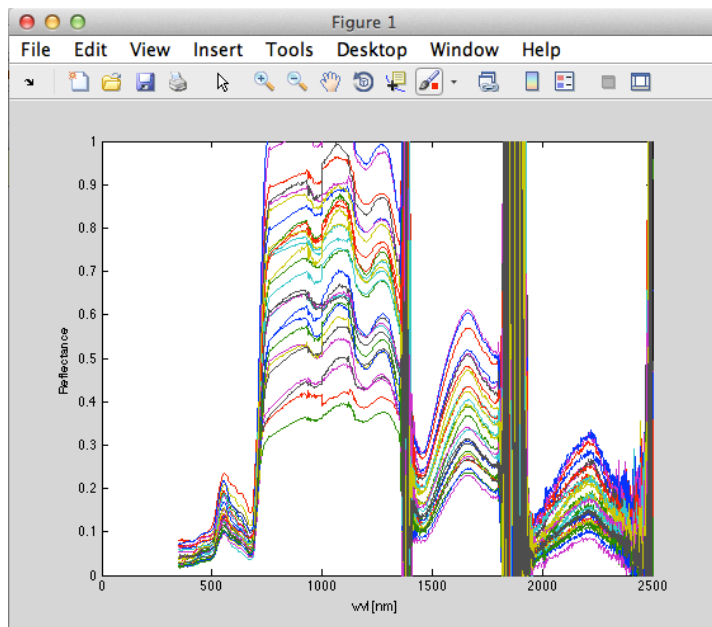 Figure 1
File Edit View Insert Tools Desktop Window Help
1
0.9
0.8
0.7
0.6
0.5
0.4
0.3
0.2
0.1
0
Reflectance
0 500 1000 1500 2000 2500
wvl [nm]